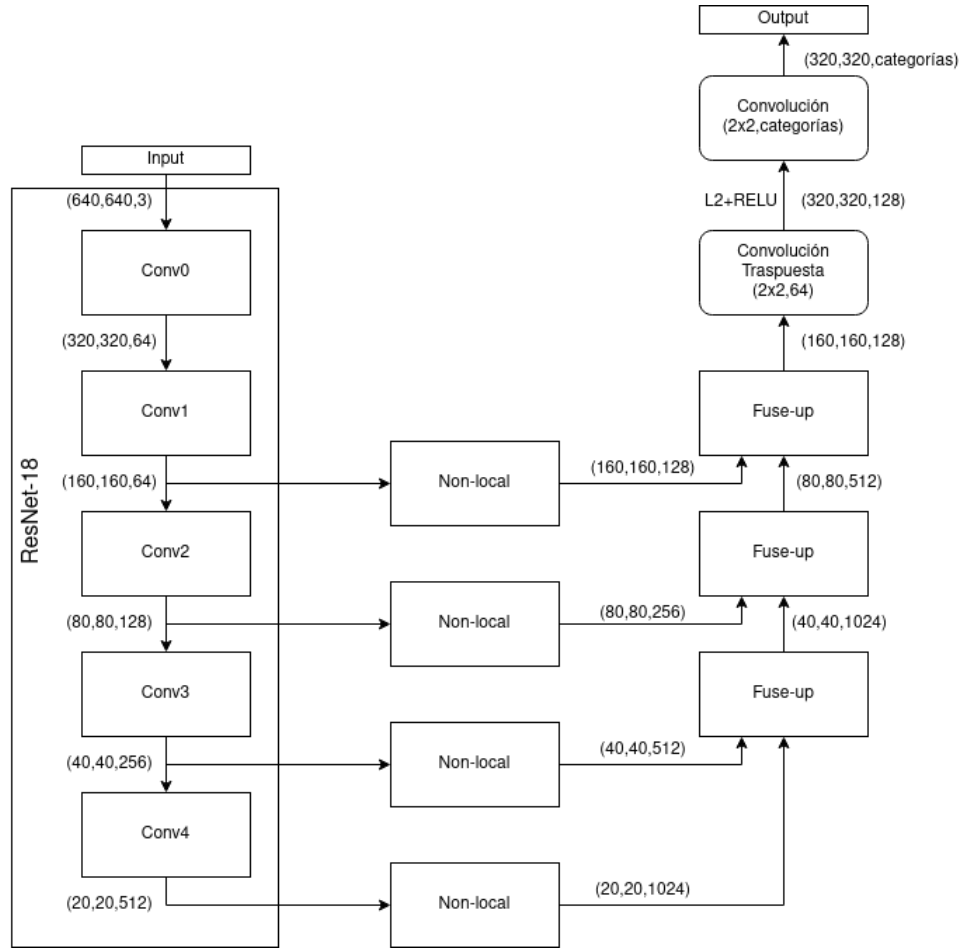 Output
(320,320,categorías)
Convolución
(2x2,categorías)
L2+RELU
(320,320,128)
Convolución
Traspuesta
(2x2,64)
(160,160,128)
Fuse-up
(80,80,512)
Fuse-up
(40,40,1024)
Fuse-up
Input
(640,640,3)
Conv0
(320,320,64)
Conv1
(160,160,64)
Conv2
(80,80,128)
Conv3
(40,40,256)
Conv4
(20,20,512)
ResNet-18
Non-local
(160,160,128)
Non-local
(80,80,256)
Non-local
(40,40,512)
Non-local
(20,20,1024)